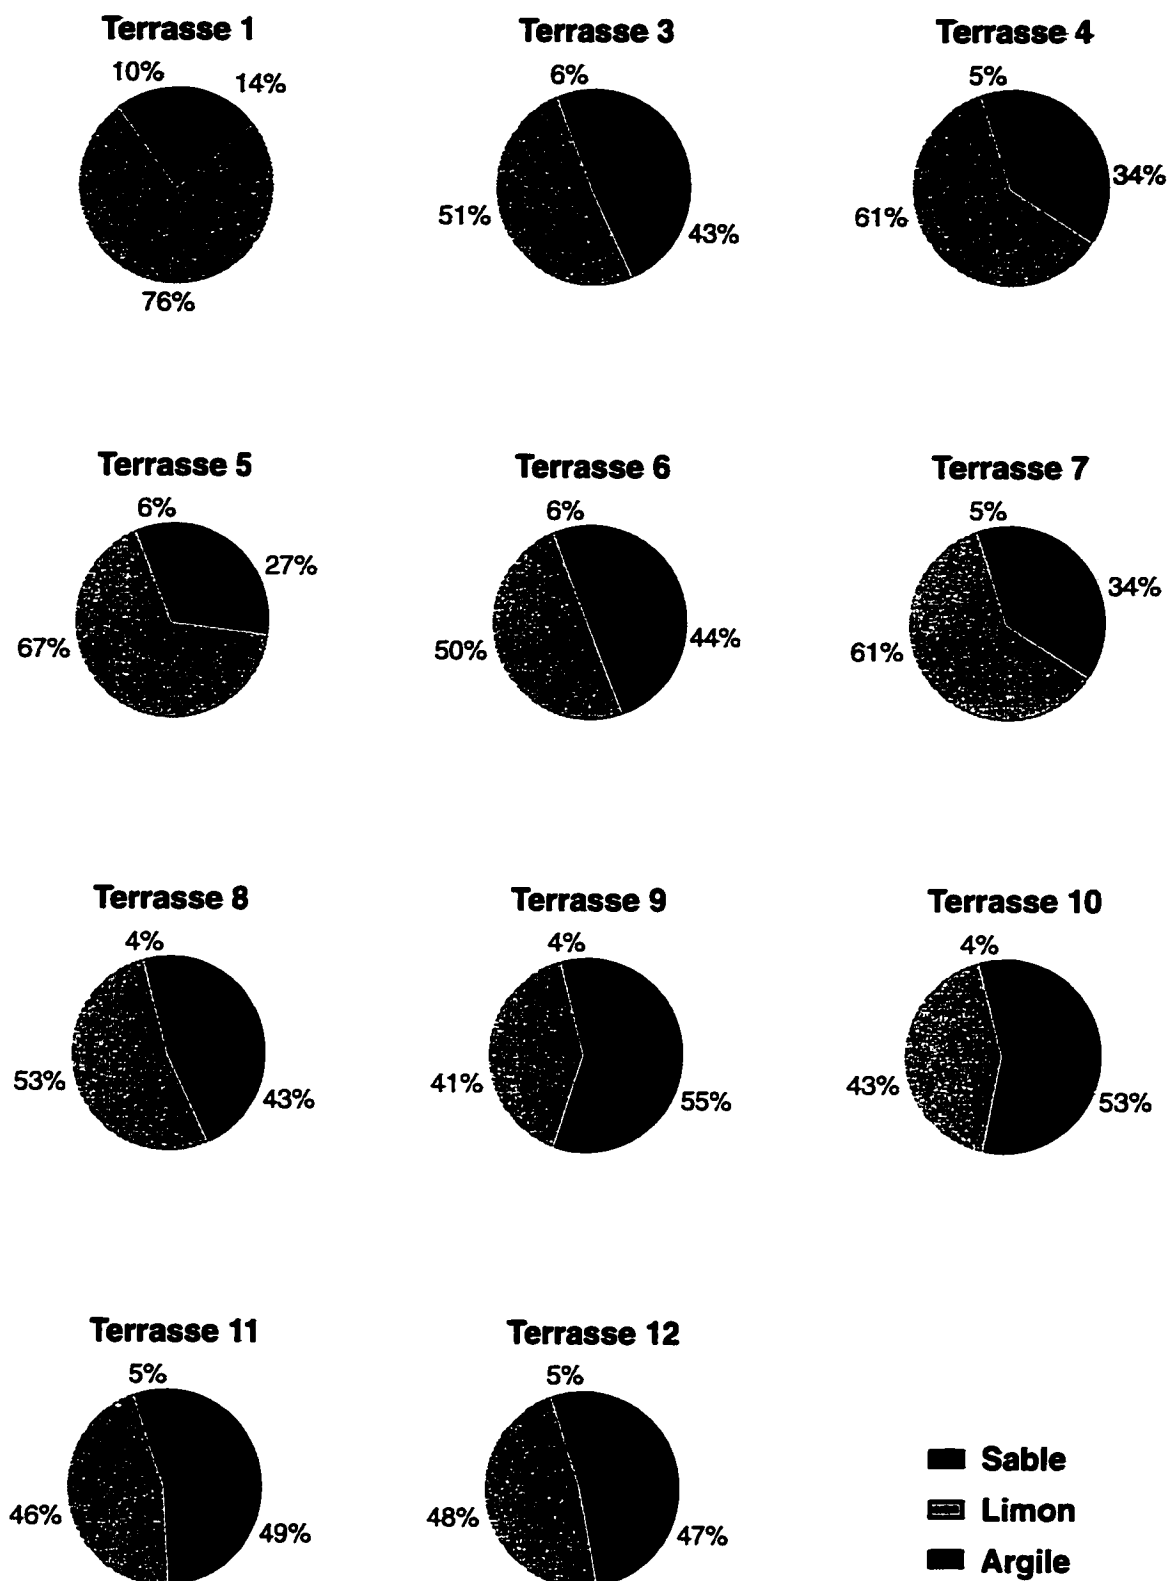 Terrasse 1
Terrasse 3
Terrasse 4
10%
14%
6%
5%
51%
43%
61%
34%
76%
Terrasse 5
Terrasse 6
Terrasse 7
6%
27%
67%
6%
50%
44%
5%
34%
61%
Terrasse 8
Terrasse 9
Terrasse 10
4%
53%
43%
4%
41%
55%
4%
43%
53%
Terrasse 11
Terrasse 12
5%
46%
49%
5%
48%
47%
Sable
Limon
Argile